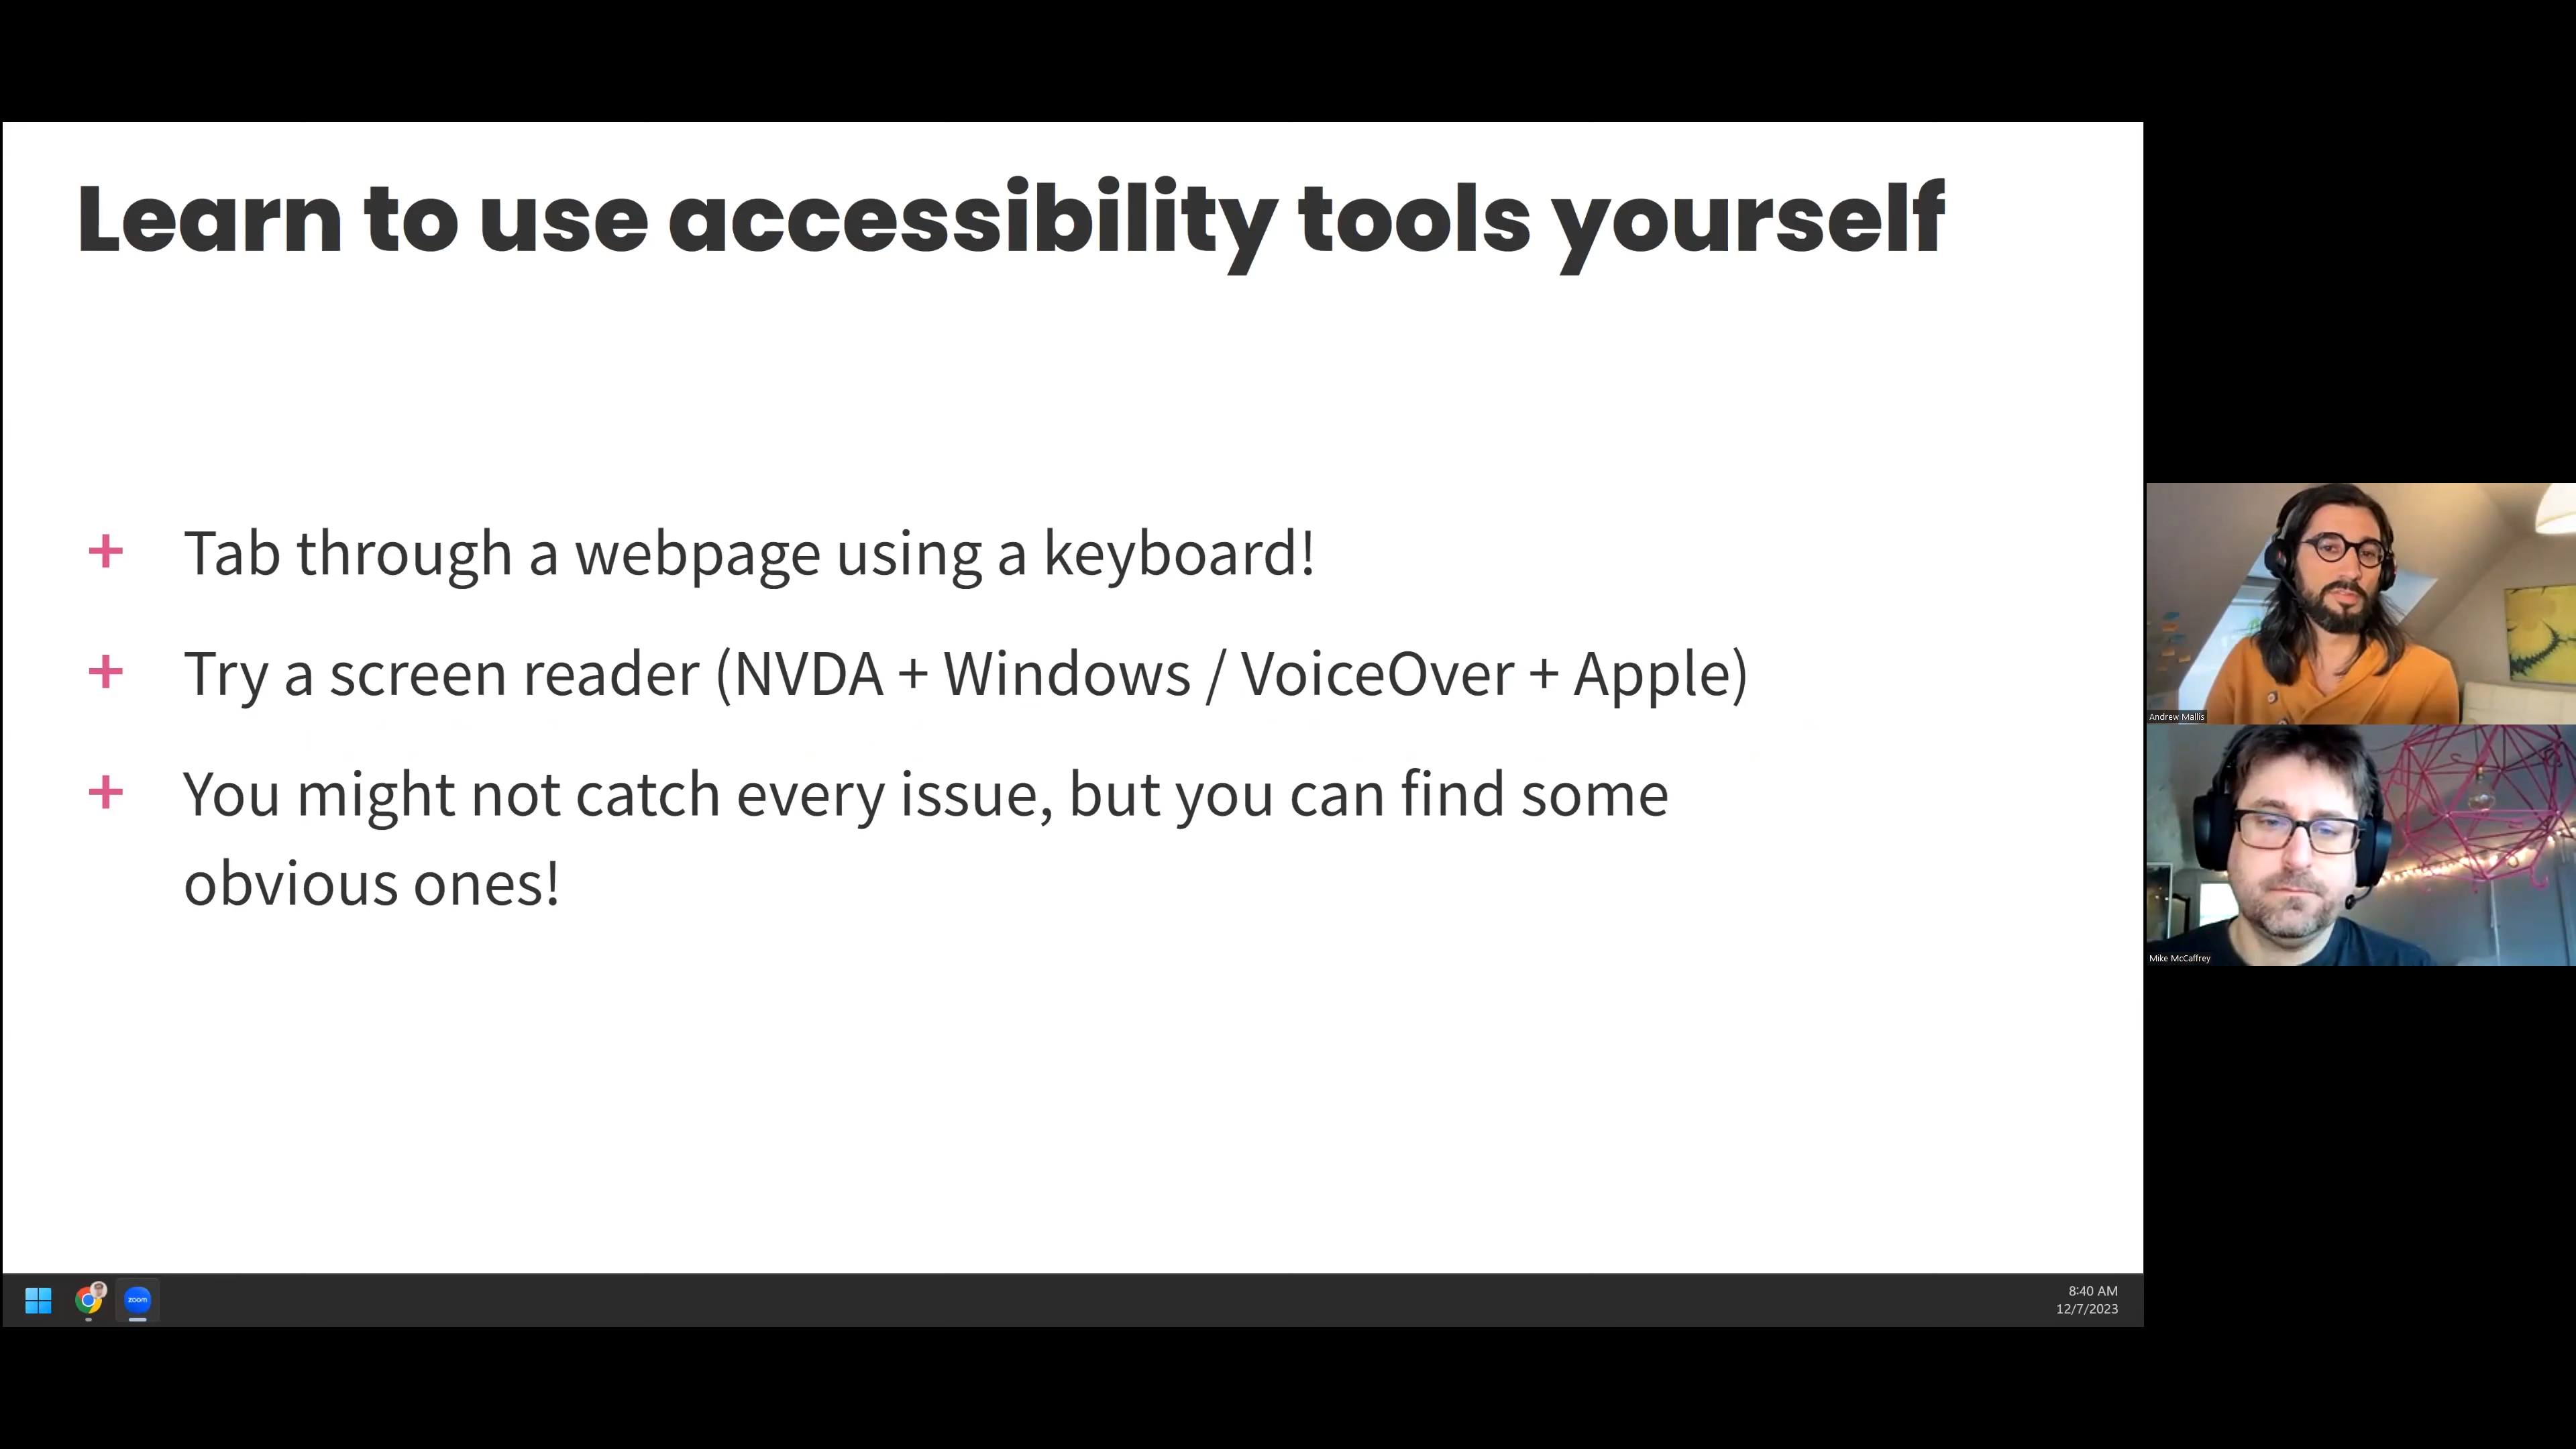 Learn to use accessibility tools yourself
+ Tab through a webpage using a keyboard!
+ Try a screen reader (NVDA + Windows / VoiceOver + Apple)
+ You might not catch every issue, but you can find some
obvious ones!
Andrew Mallis
Mike McCaffrey
zoom
8:40 AM
12/7/2023